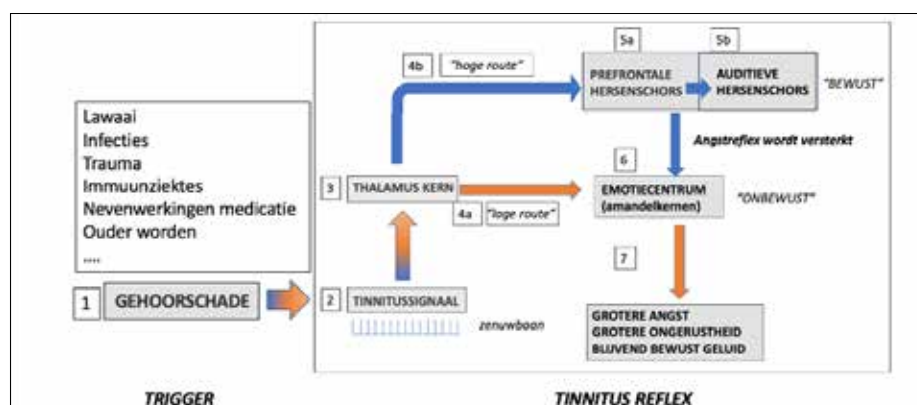 Lawaai
Infecties
Trauma
Immuunziektes
Nevenwerkingen medicatie
Ouder worden
....
1 GEHOORSCHADE
TRIGGER
2 TINNITUSSIGNAAL
zenuwbaan
3 THALAMUS KERN
4a "lage route"
4b "hoge route"
5a 5b
PREFRONTALE
HERSENSCHORS
AUDITIEVE
HERSENSCHORS
"BEWUST"
Angstreflex wordt versterkt
6
EMOTIECENTRUM
(amandelkernen)
"ONBEWUST"
7
GROTERE ANGST
GROTERE ONGERUSTHEID
BLIJVEND BEWUST GELUID
TINNITUS REFLEX